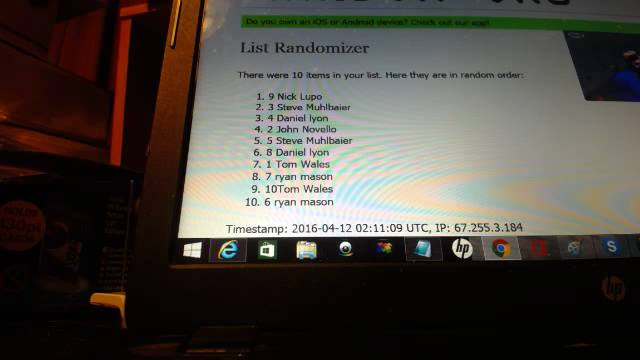 Do you own an iOS or Android device? Check out our app!
List Randomizer
There were 10 items in your list. Here they are in random order:
1. 9 Nick Lupo
2. 3 Steve Muhlbaier
3. 4 Daniel lyon
4. 2 John Novello
5. 5 Steve Muhlbaier
6. 8 Daniel lyon
7. 1 Tom Wales
8. 7 ryan mason
9. 10Tom Wales
10. 6 ryan mason
Timestamp: 2016-04-12 02:11:09 UTC, IP: 67.255.3.184
hp
S
hp